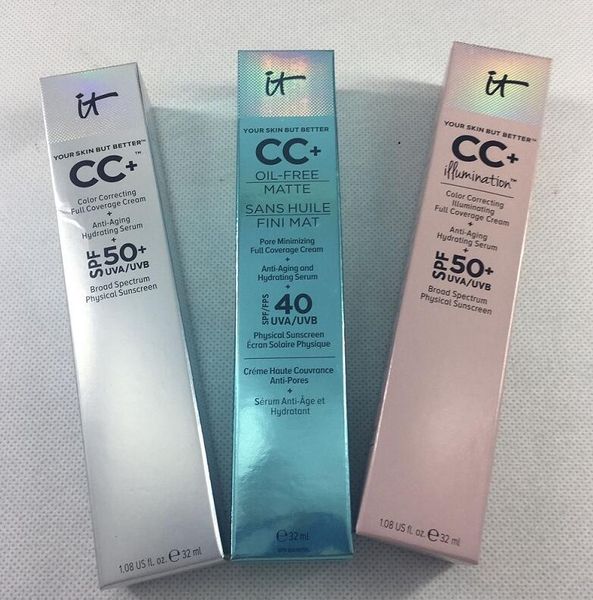 it
YOUR SKIN BUT BETTER™
CC+™
Color Correcting
Full Coverage Cream
+
Anti-Aging
Hydrating Serum
+
SPF 50+
UVA/UVB
Broad Spectrum
Physical Sunscreen
1.08 US fl. oz. ℮ 32 ml
it
YOUR SKIN BUT BETTER™
CC+
OIL-FREE
MATTE
SANS HUILE
FINI MAT
Pore Minimizing
Full Coverage Cream
+
Anti-Aging and
Hydrating Serum
+
SPF/FPS 40
UVA/UVB
Physical Sunscreen
Écran Solaire Physique
Crème Haute Couvrance
Anti-Pores
+
Sérum Anti-Âge et
Hydratant
℮ 32 ml
it
YOUR SKIN BUT BETTER™
CC+
illumination™
Color Correcting
Illuminating
Full Coverage Cream
+
Anti-Aging
Hydrating Serum
+
SPF 50+
UVA/UVB
Broad Spectrum
Physical Sunscreen
1.08 US fl. oz. ℮ 32 ml